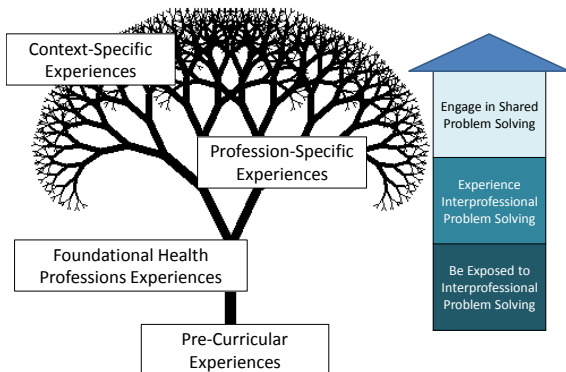 Context-Specific
Experiences
Profession-Specific
Experiences
Foundational Health
Professions Experiences
Pre-Curricular
Experiences
Engage in Shared
Problem Solving
Experience
Interprofessional
Problem Solving
Be Exposed to
Interprofessional
Problem Solving